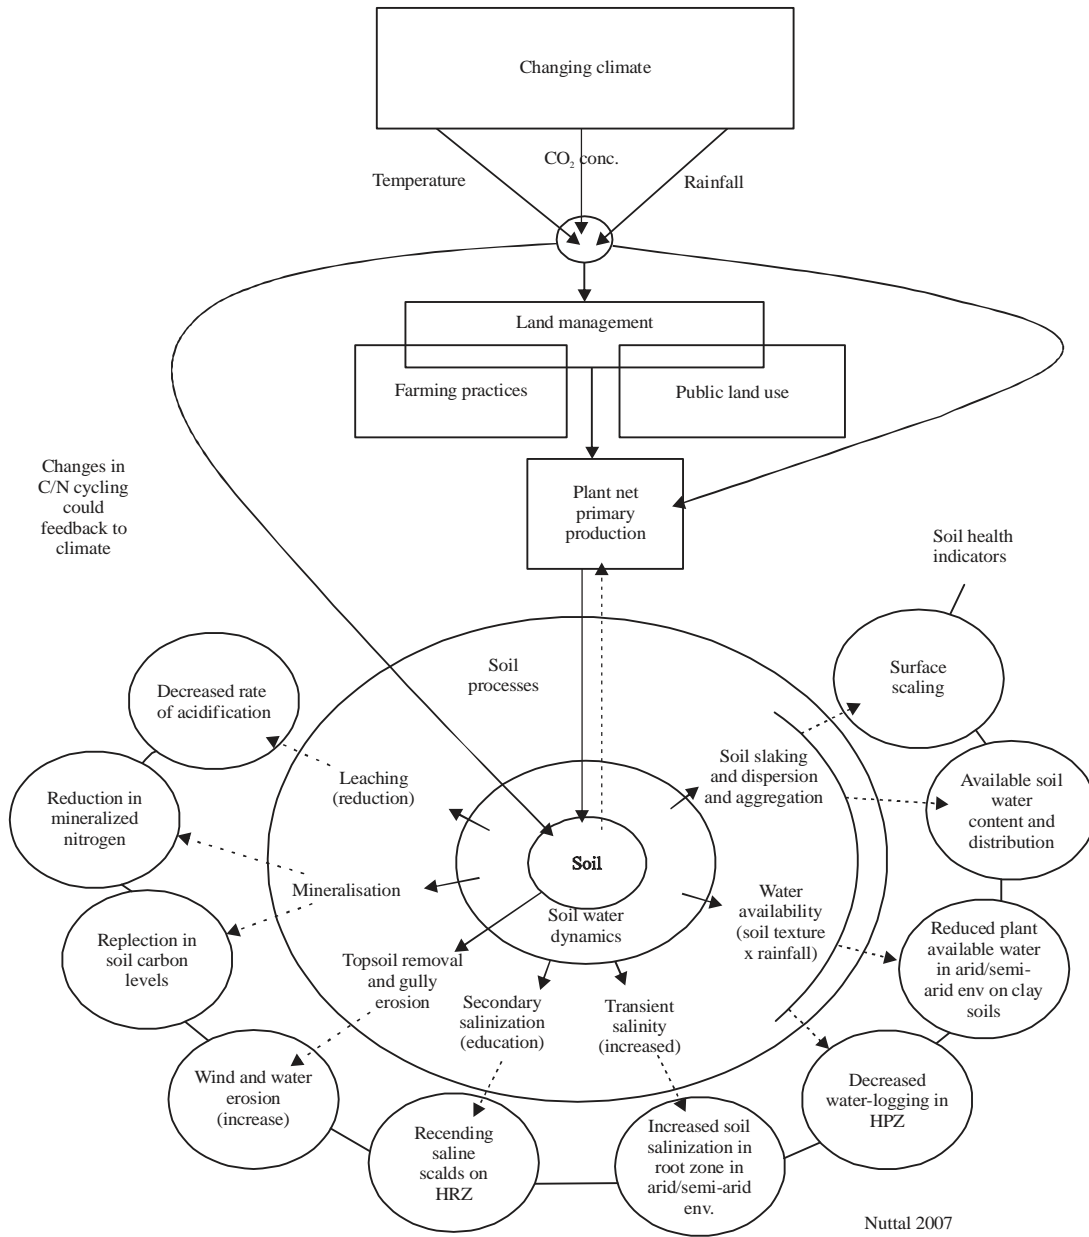 Changing climate
CO2 conc.
Temperature
Rainfall
Land management
Farming practices
Public land use
Plant net
primary
production
Changes in
C/N cycling
could
feedback to
climate
Soil health
indicators
Soil
processes
Surface
scaling
Decreased rate
of acidification
Leaching
(reduction)
Soil slaking
and dispersion
and aggregation
Available soil
water
content and
distribution
Reduction in
mineralized
nitrogen
Soil
Mineralisation
Soil water
dynamics
Water
availability
(soil texture
x rainfall)
Reduced plant
available water
in arid/semi-
arid env on clay
soils
Replection in
soil carbon
levels
Topsoil removal
and gully
erosion
Secondary
salinization
(education)
Transient
salinity
(increased)
Wind and water
erosion
(increase)
Decreased
water-logging in
HPZ
Recending
saline
scalds on
HRZ
Increased soil
salinization in
root zone in
arid/semi-arid
env.
Nuttal 2007